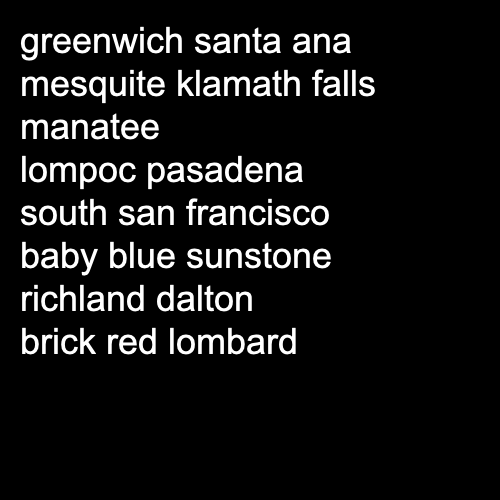 greenwich santa ana
mesquite klamath falls
manatee
lompoc pasadena
south san francisco
baby blue sunstone
richland dalton
brick red lombard